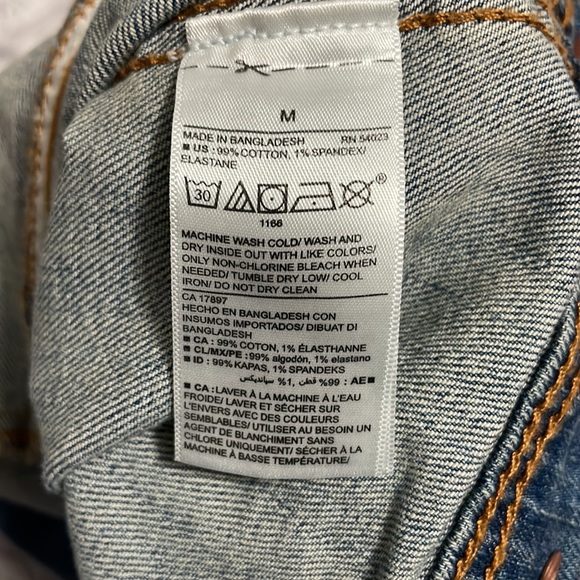 M
MADE IN BANGLADESH RN 54023
■ US : 99% COTTON, 1% SPANDEX/
ELASTANE
30 ®
1166
MACHINE WASH COLD/ WASH AND
DRY INSIDE OUT WITH LIKE COLORS/
ONLY NON-CHLORINE BLEACH WHEN
NEEDED/ TUMBLE DRY LOW/ COOL
IRON/ DO NOT DRY CLEAN
CA 17897
HECHO EN BANGLADESH CON
INSUMOS IMPORTADOS/ DIBUAT DI
BANGLADESH
■ CA : 99% COTON, 1% ÉLASTHANNE
■ CL/MX/PE : 99% algodón, 1% elastano
■ ID : 99% KAPAS, 1% SPANDEKS
■ AE : 99% قطن, 1% سباندیکس
■ CA : LAVER À LA MACHINE À L'EAU
FROIDE/ LAVER ET SÉCHER SUR
L'ENVERS AVEC DES COULEURS
SEMBLABLES/ UTILISER AU BESOIN UN
AGENT DE BLANCHIMENT SANS
CHLORE UNIQUEMENT/ SÉCHER À LA
MACHINE À BASSE TEMPÉRATURE/